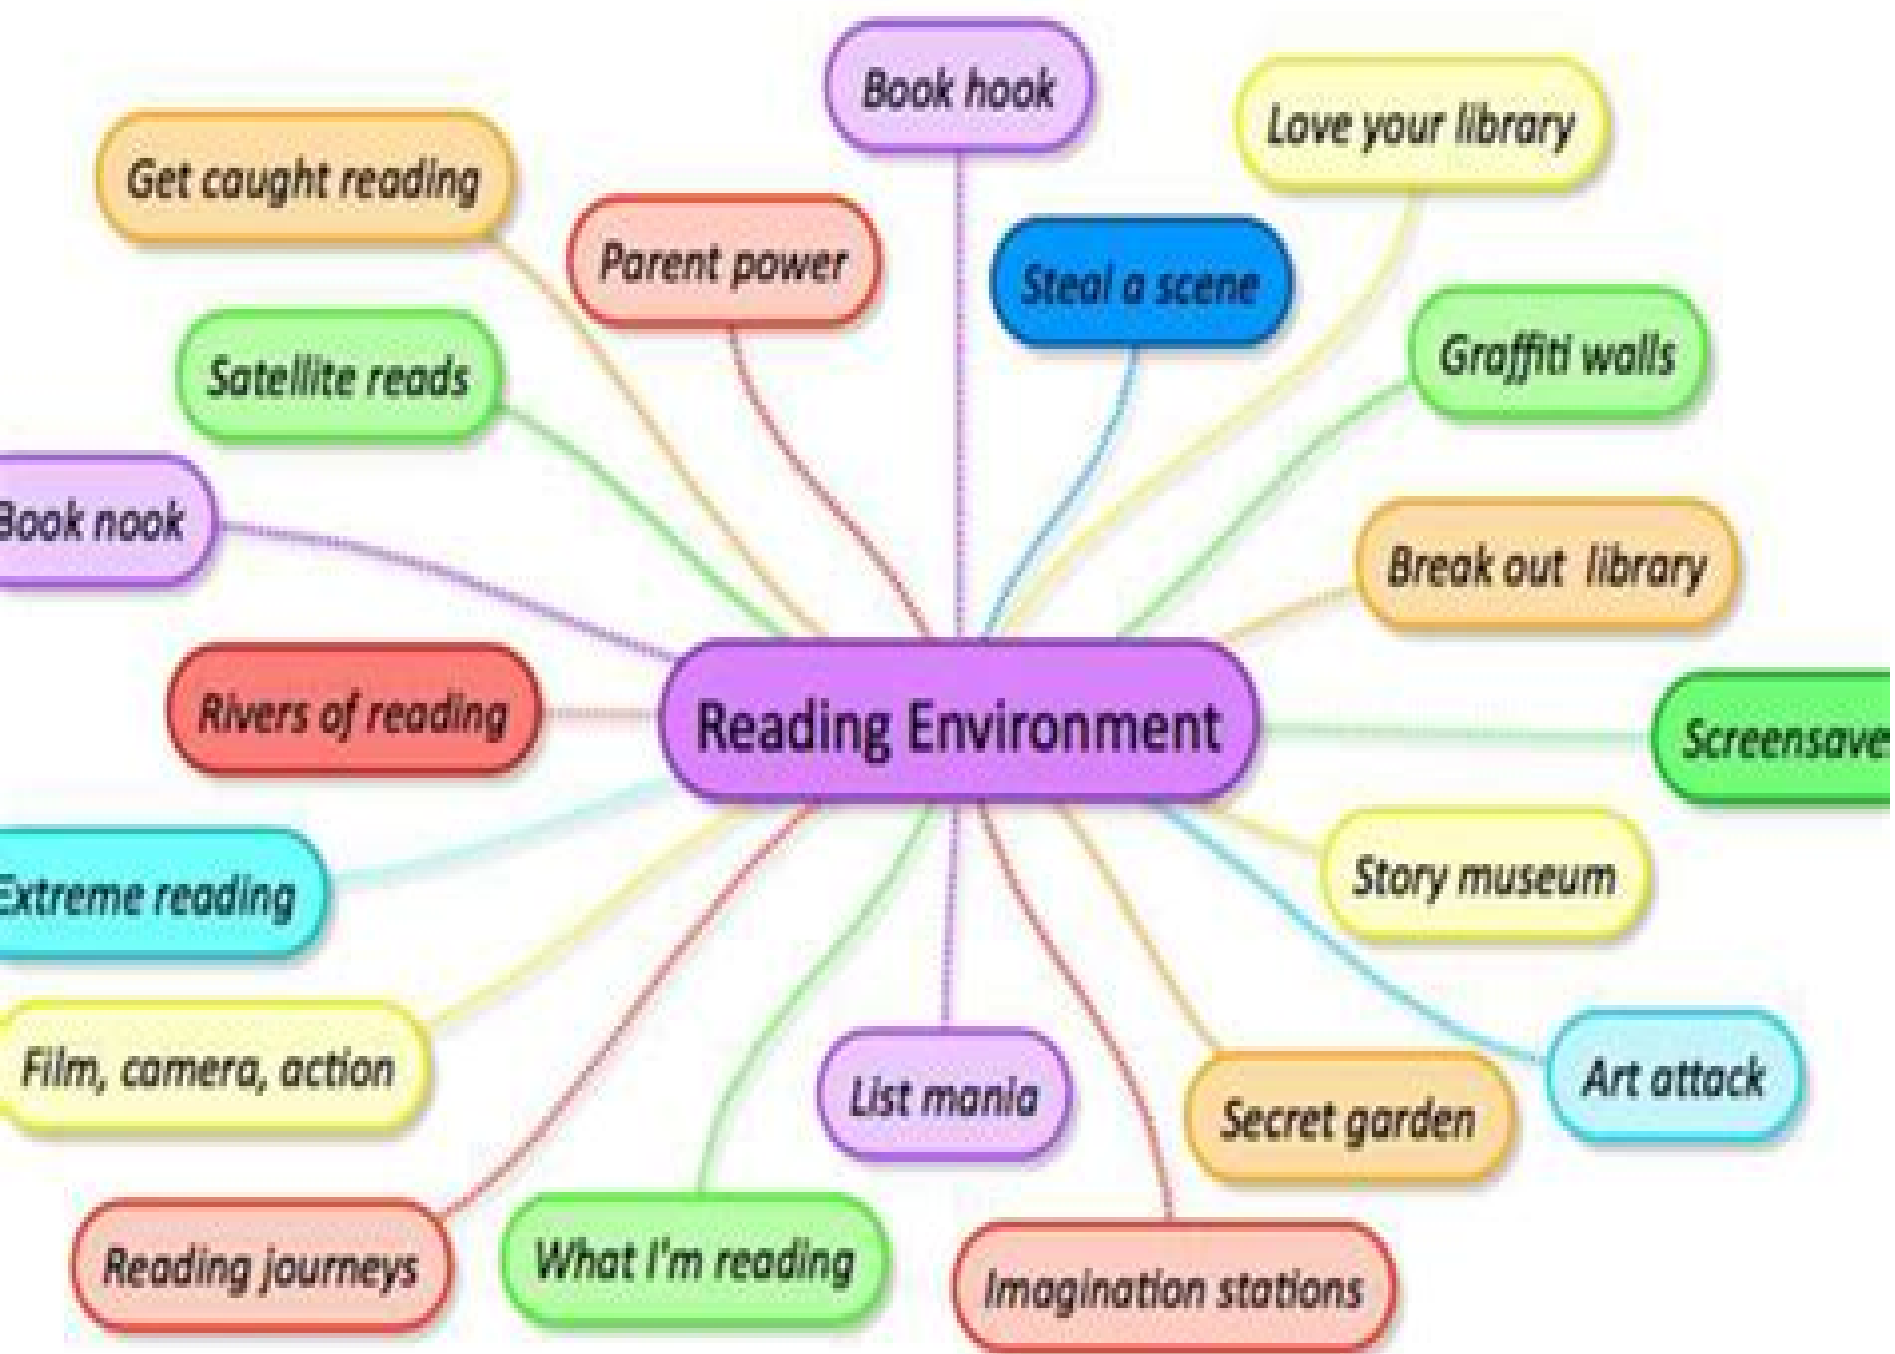 Book hook
Love your library
Get caught reading
Parent power
Steal a scene
Graffiti walls
Satellite reads
Book nook
Break out  library
Rivers of reading
Reading Environment
Screensave
Extreme reading
Story museum
Film, camera, action
List mania
Secret garden
Art attack
Reading journeys
What I'm reading
Imagination stations